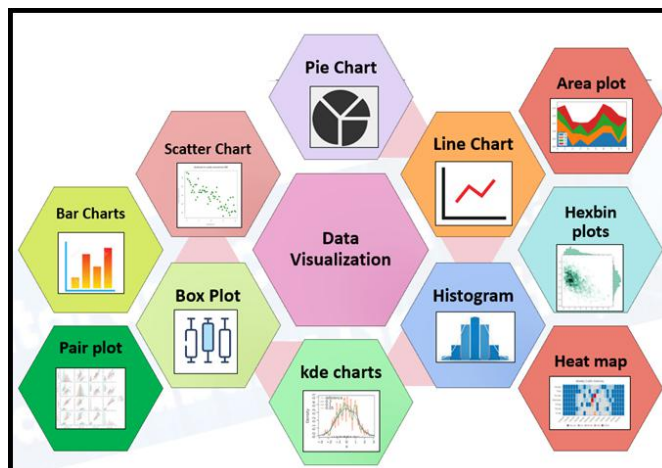 Pie Chart
Area plot
Scatter Chart
Line Chart
Bar Charts
Data
Visualization
Hexbin
plots
Box Plot
Histogram
Pair plot
kde charts
Heat map